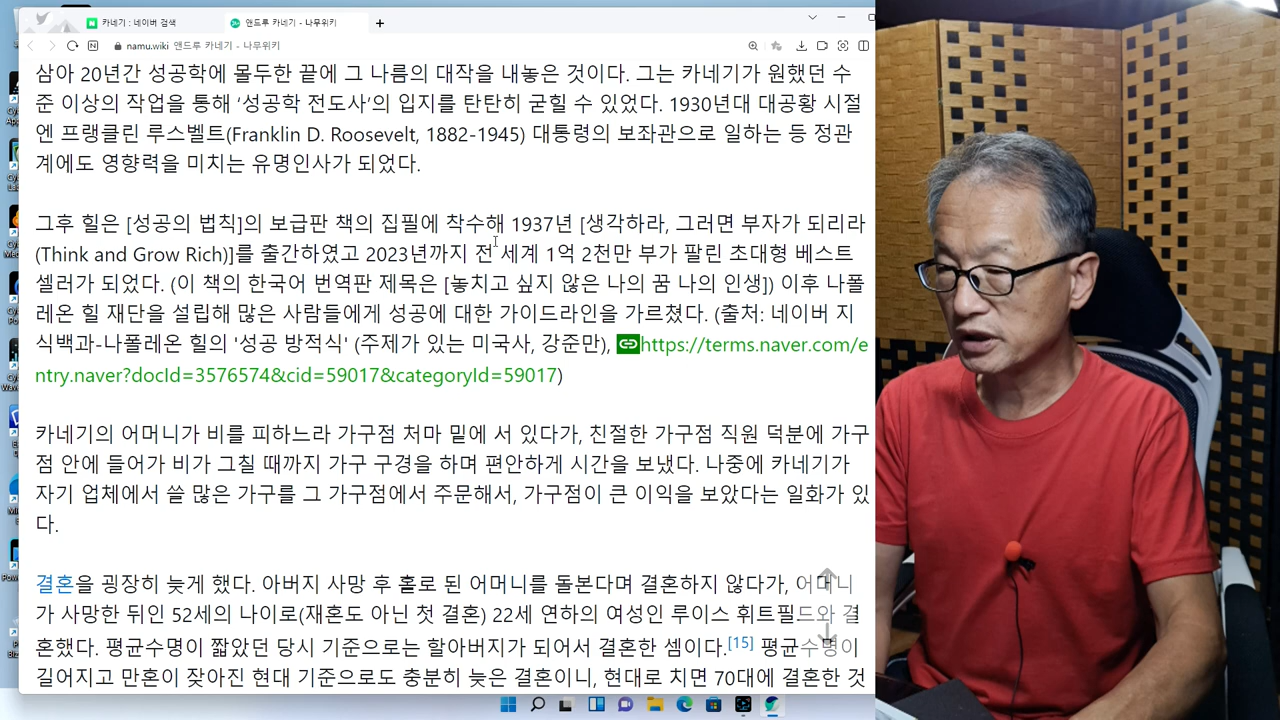 카네기 : 네이버 검색
앤드루 카네기 - 나무위키
namu.wiki 앤드루 카네기 - 나무위키
삼아 20년간 성공학에 몰두한 끝에 그 나름의 대작을 내놓은 것이다. 그는 카네기가 원했던 수
준 이상의 작업을 통해 ‘성공학 전도사’의 입지를 탄탄히 굳힐 수 있었다. 1930년대 대공황 시절
엔 프랭클린 루스벨트(Franklin D. Roosevelt, 1882-1945) 대통령의 보좌관으로 일하는 등 정관
계에도 영향력을 미치는 유명인사가 되었다.
그후 힐은 [성공의 법칙]의 보급판 책의 집필에 착수해 1937년 [생각하라, 그러면 부자가 되리라
(Think and Grow Rich)]를 출간하였고 2023년까지 전 세계 1억 2천만 부가 팔린 초대형 베스트
셀러가 되었다. (이 책의 한국어 번역판 제목은 [놓치고 싶지 않은 나의 꿈 나의 인생]) 이후 나폴
레온 힐 재단을 설립해 많은 사람들에게 성공에 대한 가이드라인을 가르쳤다. (출처: 네이버 지
식백과-나폴레온 힐의 '성공 방적식' (주제가 있는 미국사, 강준만), https://terms.naver.com/e
ntry.naver?docId=3576574&cid=59017&categoryId=59017)
카네기의 어머니가 비를 피하느라 가구점 처마 밑에 서 있다가, 친절한 가구점 직원 덕분에 가구
점 안에 들어가 비가 그칠 때까지 가구 구경을 하며 편안하게 시간을 보냈다. 나중에 카네기가
자기 업체에서 쓸 많은 가구를 그 가구점에서 주문해서, 가구점이 큰 이익을 보았다는 일화가 있
다.
결혼을 굉장히 늦게 했다. 아버지 사망 후 홀로 된 어머니를 돌본다며 결혼하지 않다가, 어머니
가 사망한 뒤인 52세의 나이로(재혼도 아닌 첫 결혼) 22세 연하의 여성인 루이스 휘트필드와 결
혼했다. 평균수명이 짧았던 당시 기준으로는 할아버지가 되어서 결혼한 셈이다.[15] 평균수명이
길어지고 만혼이 잦아진 현대 기준으로도 충분히 늦은 결혼이니, 현대로 치면 70대에 결혼한 것